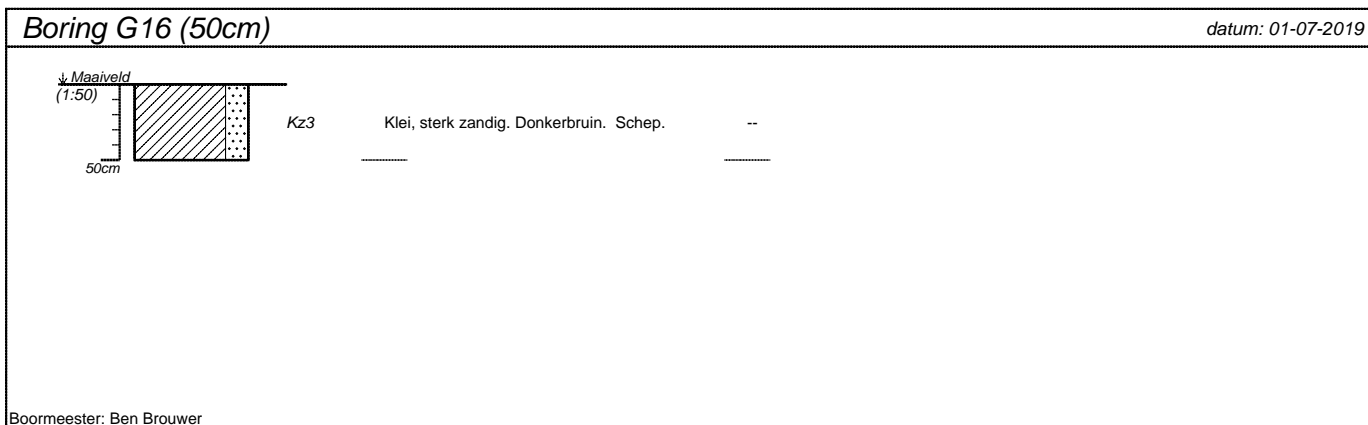 Boring G16 (50cm)
datum: 01-07-2019
Maaiveld
(1:50)
Kz3 Klei, sterk zandig. Donkerbruin. Schep. --
50cm
Boormeester: Ben Brouwer